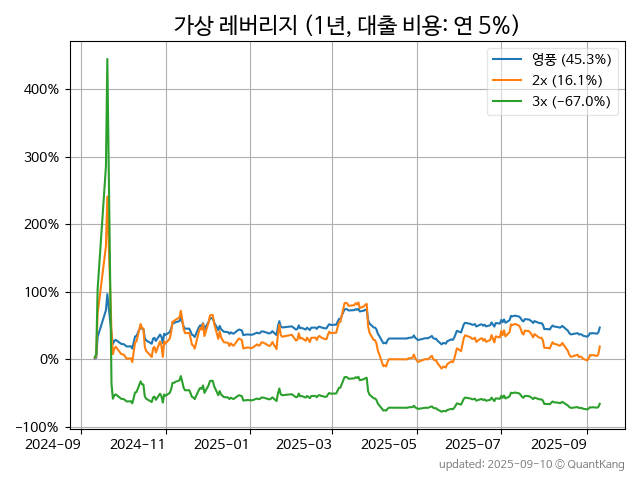 가상 레버리지 (1년, 대출 비용: 연 5%)
영풍 (45.3%)
2x (16.1%)
3x (−67.0%)
400%
300%
200%
100%
0%
−100%
2024-09
2024-11
2025-01
2025-03
2025-05
2025-07
2025-09
updated: 2025-09-10 © QuantKang